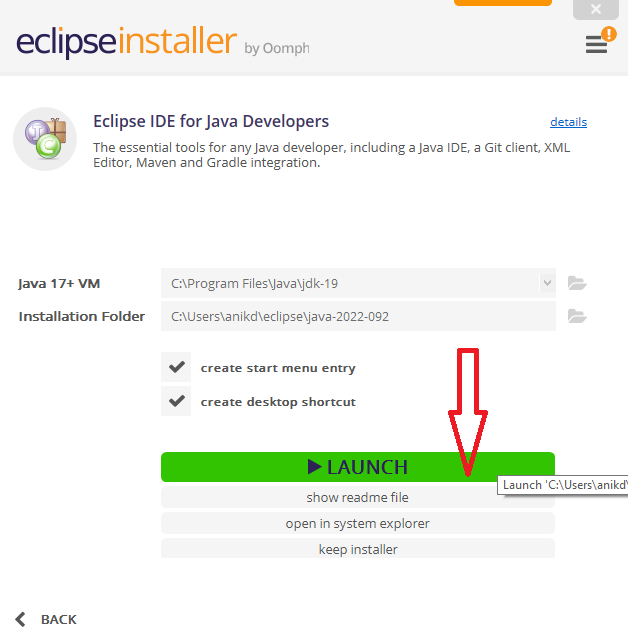 eclipseinstaller by Oomph
!
Eclipse IDE for Java Developers details
The essential tools for any Java developer, including a Java IDE, a Git client, XML
Editor, Maven and Gradle integration.
Java 17+ VM C:\Program Files\Java\jdk-19
Installation Folder C:\Users\anikd\eclipse\java-2022-092
create start menu entry
create desktop shortcut
LAUNCH
Launch 'C:\Users\anikd\
show readme file
open in system explorer
keep installer
BACK